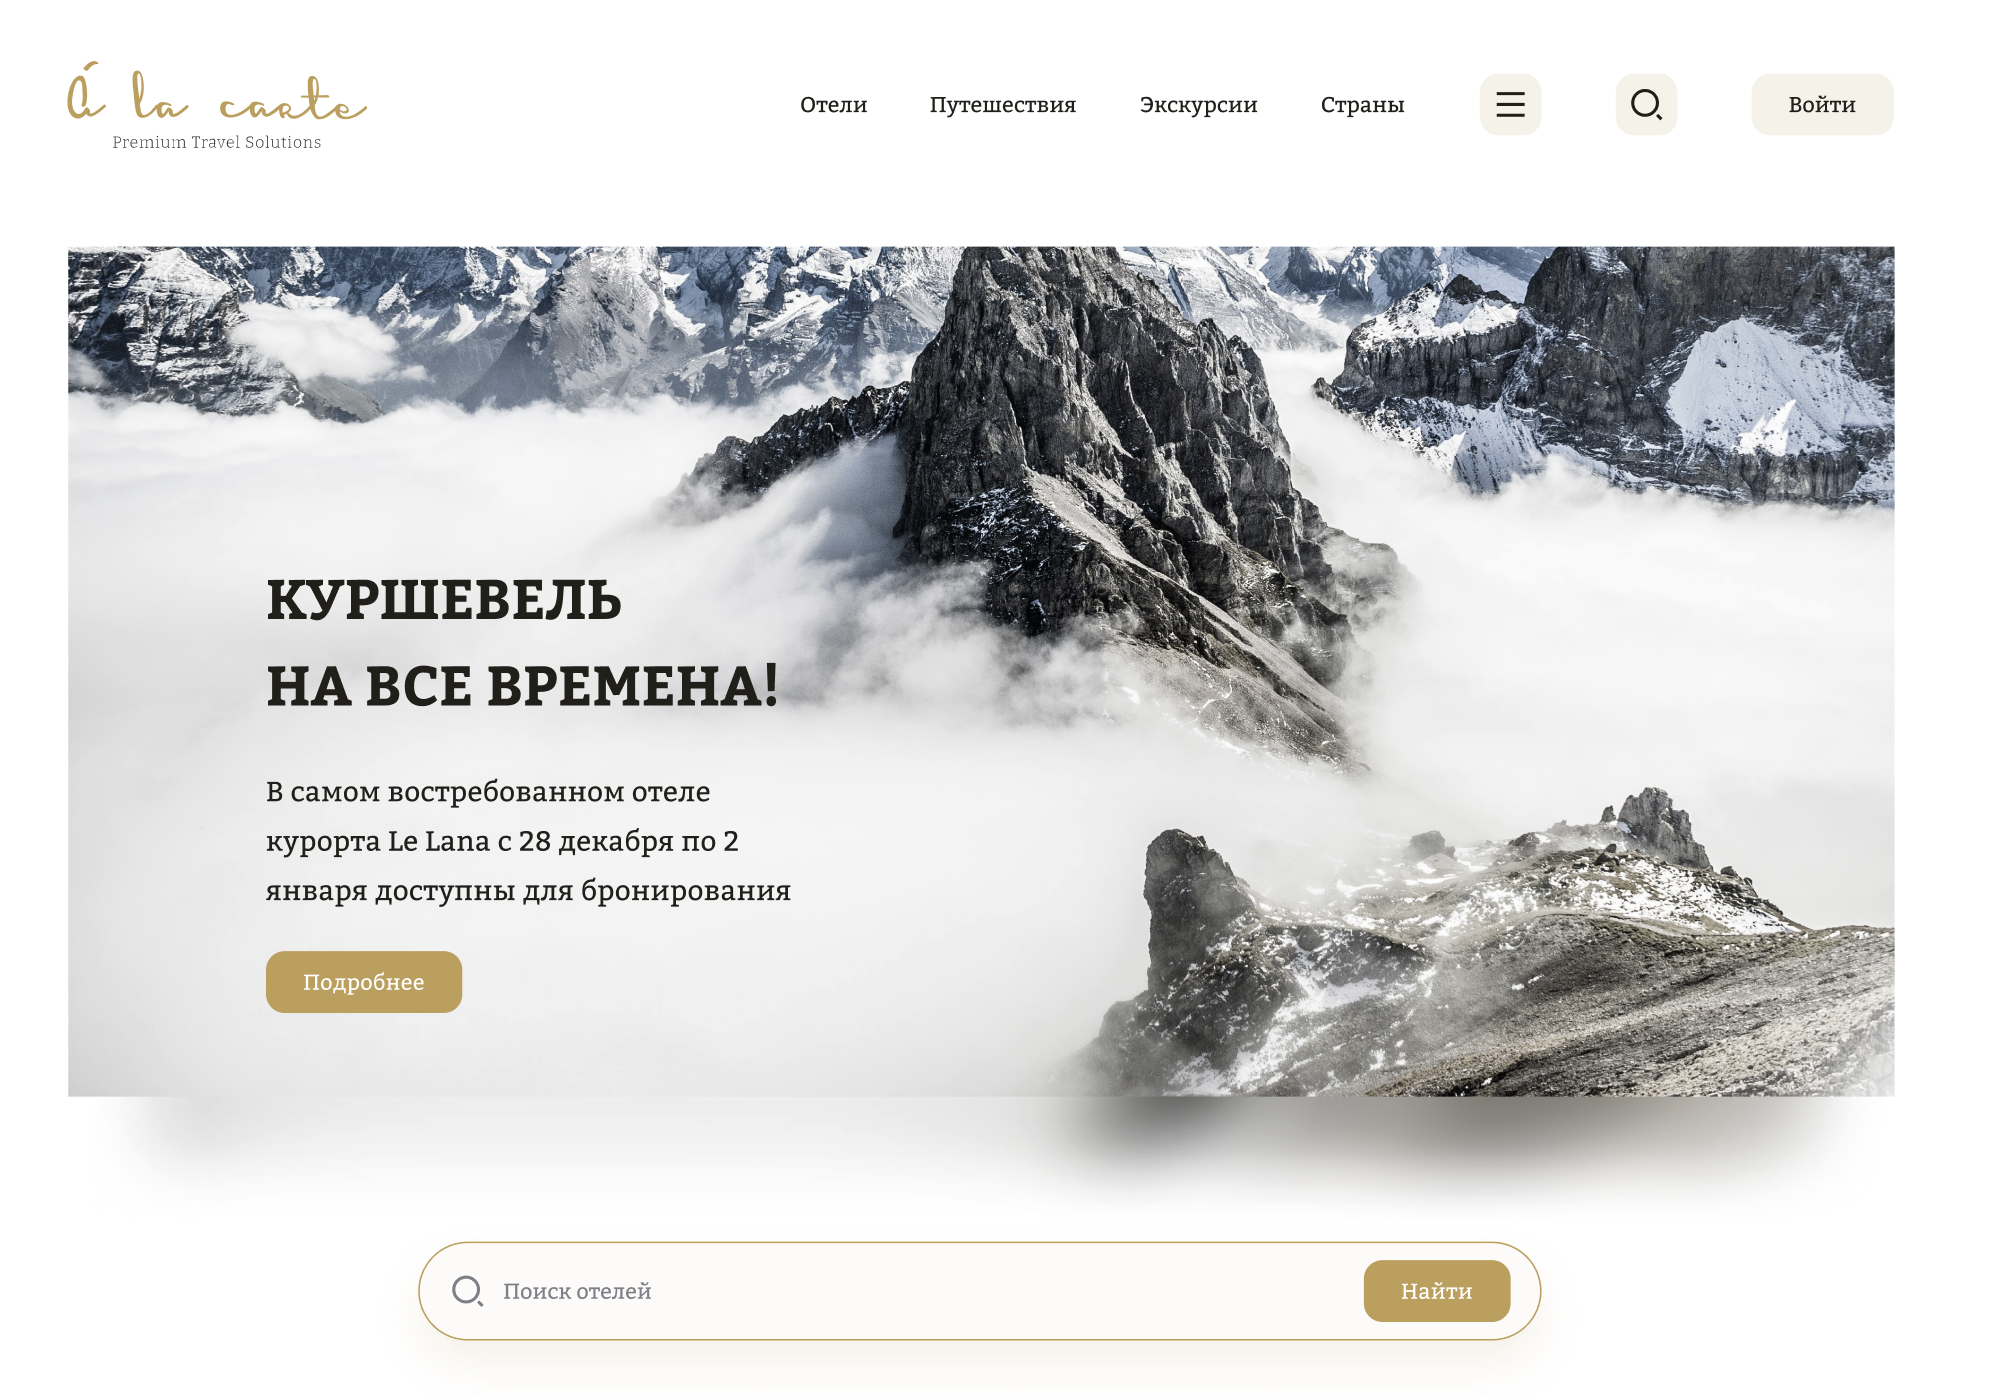 Á la carte
Premium Travel Solutions
Отели Путешествия Экскурсии Страны Войти
КУРШЕВЕЛЬ
НА ВСЕ ВРЕМЕНА!
В самом востребованном отеле
курорта Le Lana с 28 декабря по 2
января доступны для бронирования
Подробнее
Поиск отелей Найти